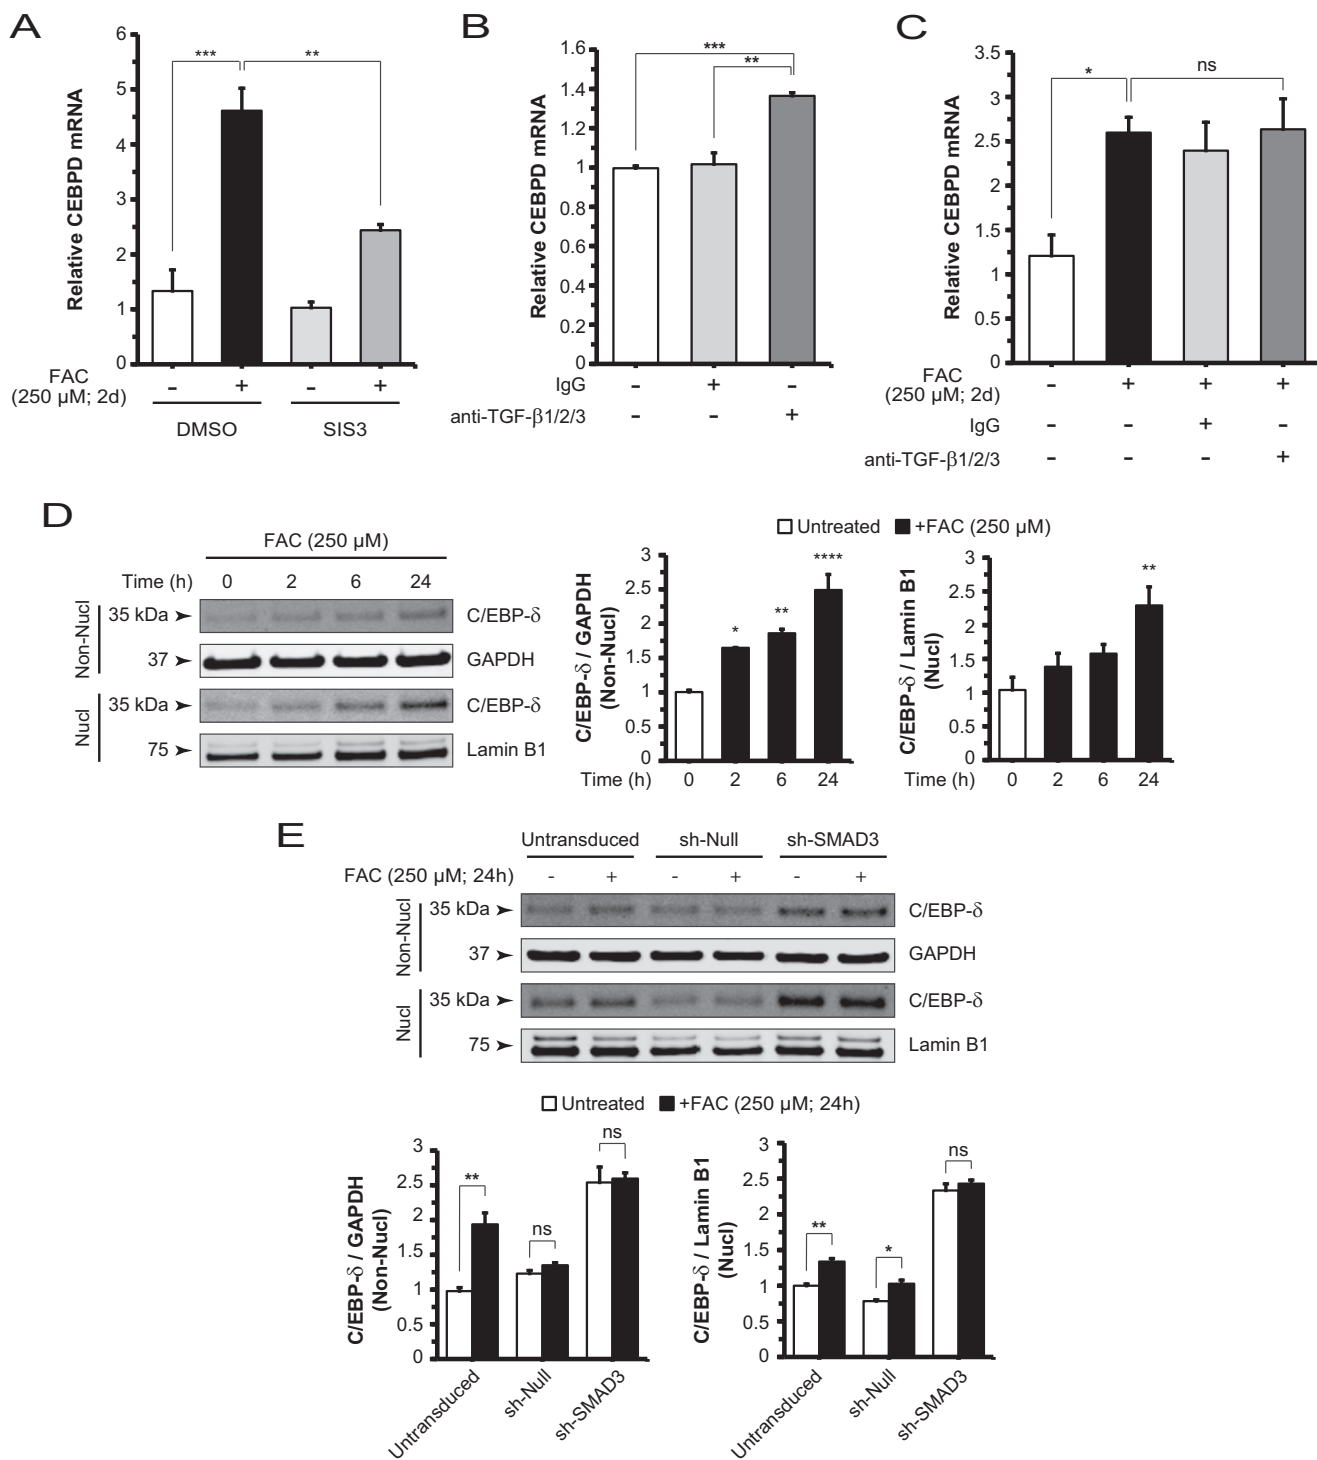 A
Relative CEBPD mRNA
6
5
4
3
2
1
0
***
**
FAC
(250 µM; 2d)
- + - +
DMSO SIS3
B
Relative CEBPD mRNA
1.6
1.4
1.2
1
0.8
0.6
0.4
0.2
0
***
**
IgG - + -
anti-TGF-β1/2/3 - - +
C
Relative CEBPD mRNA
3.5
3
2.5
2
1.5
1
0.5
0
*
ns
FAC
(250 µM; 2d)
- + + +
IgG - - + -
anti-TGF-β1/2/3 - - - +
D
FAC (250 µM)
Time (h) 0 2 6 24
Non-Nucl
35 kDa C/EBP-δ
37 GAPDH
Nucl
35 kDa C/EBP-δ
75 Lamin B1
Untreated +FAC (250 µM)
C/EBP-δ / GAPDH
(Non-Nucl)
3
2.5
2
1.5
1
0.5
0
*
**
****
Time (h) 0 2 6 24
C/EBP-δ / Lamin B1
(Nucl)
3
2.5
2
1.5
1
0.5
0
**
Time (h) 0 2 6 24
E
Untransduced sh-Null sh-SMAD3
FAC (250 µM; 24h) - + - + - +
Non-Nucl
35 kDa C/EBP-δ
37 GAPDH
Nucl
35 kDa C/EBP-δ
75 Lamin B1
Untreated +FAC (250 µM; 24h)
C/EBP-δ / GAPDH
(Non-Nucl)
3
2.5
2
1.5
1
0.5
0
**
ns
ns
Untransduced
sh-Null
sh-SMAD3
C/EBP-δ / Lamin B1
(Nucl)
3
2.5
2
1.5
1
0.5
0
**
*
ns
Untransduced
sh-Null
sh-SMAD3